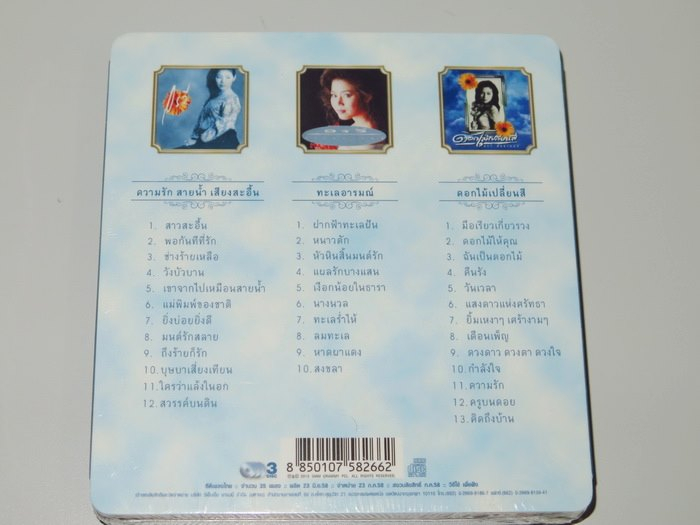 ความรัก สายน้ำ เสียงสะอื้น
1. สาวสะอื้น
2. พอกันทีที่รัก
3. ช่างร้ายเหลือ
4. วังบัวบาน
5. เขาจากไปเหมือนสายน้ำ
6. แม่พิมพ์ของชาติ
7. ยิ่งบ่อยยิ่งดี
8. มนต์รักสลาย
9. ถึงร้ายก็รัก
10. บุษบาเสี่ยงเทียน
11. ใครว่าแล้งในอก
12. สวรรค์บนดิน
ทะเลอารมณ์
1. ฝากฟ้าทะเลฝัน
2. หนาวตัก
3. หัวหินสิ้นมนต์รัก
4. แผลรักบางแสน
5. เงือกน้อยในธารา
6. นางนวล
7. ทะเลร่ำไห้
8. ลมทะเล
9. หาดผาแดง
10. สงขลา
ดอกไม้เปลี่ยนสี
1. มือเรียวเกี่ยวรวง
2. ดอกไม้ให้คุณ
3. ฉันเป็นดอกไม้
4. คืนรัง
5. วันเวลา
6. แสงดาวแห่งศรัทธา
7. ยิ้มเหงาๆ เศร้างามๆ
8. เดือนเพ็ญ
9. ดวงดาว ดวงตา ดวงใจ
10. กำลังใจ
11. ความรัก
12. ครูบนดอย
13. คิดถึงบ้าน
3
DISC
8 850107 582662